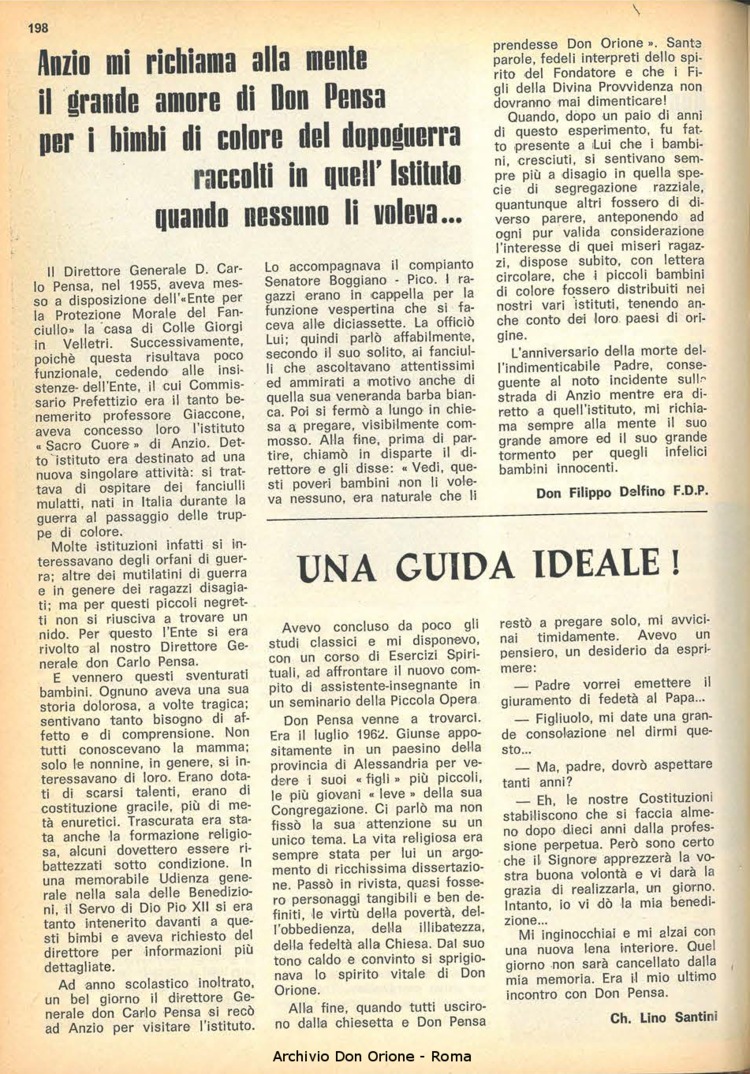 198
Anzio mi richiama alla mente
il grande amore di Don Pensa
per i bimbi di colore del dopoguerra
raccolti in quell' Istituto
quando nessuno li voleva...
Il Direttore Generale D. Car-
lo Pensa, nel 1955, aveva mes-
so a disposizione dell'«Ente per
la Protezione Morale del Fan-
ciullo» la casa di Colle Giorgi
in Velletri. Successivamente,
poichè questa risultava poco
funzionale, cedendo alle insi-
stenze dell'Ente, il cui Commis-
sario Prefettizio era il tanto be-
nemerito professore Giaccone,
aveva concesso loro l'istituto
« Sacro Cuore » di Anzio. Det-
to istituto era destinato ad una
nuova singolare attività: si trat-
tava di ospitare dei fanciulli
mulatti, nati in Italia durante la
guerra al passaggio delle trup-
pe di colore.
Molte istituzioni infatti si in-
teressavano degli orfani di guer-
ra; altre dei mutilatini di guerra
e in genere dei ragazzi disagia-
ti; ma per questi piccoli negret-
ti non si riusciva a trovare un
nido. Per questo l'Ente si era
rivolto al nostro Direttore Ge-
nerale don Carlo Pensa.
E vennero questi sventurati
bambini. Ognuno aveva una sua
storia dolorosa, a volte tragica;
sentivano tanto bisogno di af-
fetto e di comprensione. Non
tutti conoscevano la mamma;
solo le nonnine, in genere, si in-
teressavano di loro. Erano dota-
ti di scarsi talenti, erano di
costituzione gracile, più di me-
tà enuretici. Trascurata era sta-
ta anche la formazione religio-
sa, alcuni dovettero essere ri-
battezzati sotto condizione. In
una memorabile Udienza gene-
rale nella sala delle Benedizio-
ni, il Servo di Dio Pio XII si era
tanto intenerito davanti a que-
sti bimbi e aveva richiesto del
direttore per informazioni più
dettagliate.
Ad anno scolastico inoltrato,
un bel giorno il direttore Ge-
nerale don Carlo Pensa si recò
ad Anzio per visitare l'istituto.
Lo accompagnava il compianto
Senatore Boggiano - Pico. I ra-
gazzi erano in cappella per la
funzione vespertina che si fa-
ceva alle diciassette. La officiò
Lui; quindi parlò affabilmente,
secondo il suo solito, ai fanciul-
li che ascoltavano attentissimi
ed ammirati a motivo anche di
quella sua veneranda barba bian-
ca. Poi si fermò a lungo in chie-
sa a pregare, visibilmente com-
mosso. Alla fine, prima di par-
tire, chiamò in disparte il di-
rettore e gli disse: « Vedi, que-
sti poveri bambini non li vole-
va nessuno, era naturale che li
prendesse Don Orione ». Sante
parole, fedeli interpreti dello spi-
rito del Fondatore e che i Fi-
gli della Divina Provvidenza non
dovranno mai dimenticare!
Quando, dopo un paio di anni
di questo esperimento, fu fat-
to presente a Lui che i bambi-
ni, cresciuti, si sentivano sem-
pre più a disagio in quella spe-
cie di segregazione razziale,
quantunque altri fossero di di-
verso parere, anteponendo ad
ogni pur valida considerazione
l'interesse di quei miseri ragaz-
zi, dispose subito, con lettera
circolare, che i piccoli bambini
di colore fossero distribuiti nei
nostri vari istituti, tenendo an-
che conto dei loro paesi di ori-
gine.
L'anniversario della morte del-
l'indimenticabile Padre, conse-
guente al noto incidente sulla
strada di Anzio mentre era di-
retto a quell'istituto, mi richia-
ma sempre alla mente il suo
grande amore ed il suo grande
tormento per quegli infelici
bambini innocenti.
Don Filippo Delfino F.D.P.
UNA GUIDA IDEALE !
Avevo concluso da poco gli
studi classici e mi disponevo,
con un corso di Esercizi Spiri-
tuali, ad affrontare il nuovo com-
pito di assistente-insegnante in
un seminario della Piccola Opera
Don Pensa venne a trovarci.
Era il luglio 1962. Giunse appo-
sitamente in un paesino della
provincia di Alessandria per ve-
dere i suoi « figli » più piccoli,
le più giovani « leve » della sua
Congregazione. Ci parlò ma non
fissò la sua attenzione su un
unico tema. La vita religiosa era
sempre stata per lui un argo-
mento di ricchissima dissertazio-
ne. Passò in rivista, quasi fosse-
ro personaggi tangibili e ben de-
finiti, le virtù della povertà, del-
l'obbedienza, della illibatezza,
della fedeltà alla Chiesa. Dal suo
tono caldo e convinto si sprigio-
nava lo spirito vitale di Don
Orione.
Alla fine, quando tutti usciro-
no dalla chiesetta e Don Pensa
restò a pregare solo, mi avvici-
nai timidamente. Avevo un
pensiero, un desiderio da espri-
mere:
— Padre vorrei emettere il
giuramento di fedetà al Papa...
— Figliuolo, mi date una gran-
de consolazione nel dirmi que-
sto...
— Ma, padre, dovrò aspettare
tanti anni?
— Eh, le nostre Costituzioni
stabiliscono che si faccia alme-
no dopo dieci anni dalla profes-
sione perpetua. Però sono certo
che il Signore apprezzerà la vo-
stra buona volontà e vi darà la
grazia di realizzarla, un giorno.
Intanto, io vi dò la mia benedi-
zione...
Mi inginocchiai e mi alzai con
una nuova lena interiore. Quel
giorno non sarà cancellato dalla
mia memoria. Era il mio ultimo
incontro con Don Pensa.
Ch. Lino Santini
Archivio Don Orione - Roma